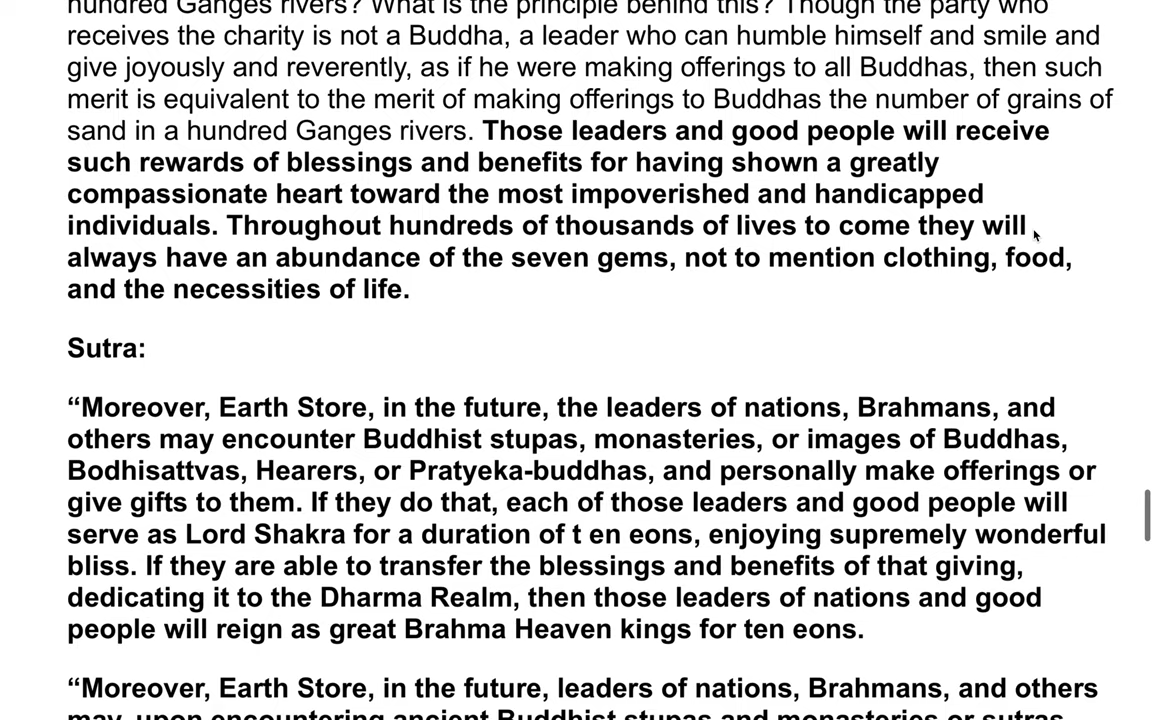 hundred Ganges rivers? What is the principle behind this? Though the party who
receives the charity is not a Buddha, a leader who can humble himself and smile and
give joyously and reverently, as if he were making offerings to all Buddhas, then such
merit is equivalent to the merit of making offerings to Buddhas the number of grains of
sand in a hundred Ganges rivers. Those leaders and good people will receive
such rewards of blessings and benefits for having shown a greatly
compassionate heart toward the most impoverished and handicapped
individuals. Throughout hundreds of thousands of lives to come they will
always have an abundance of the seven gems, not to mention clothing, food,
and the necessities of life.
Sutra:
“Moreover, Earth Store, in the future, the leaders of nations, Brahmans, and
others may encounter Buddhist stupas, monasteries, or images of Buddhas,
Bodhisattvas, Hearers, or Pratyeka-buddhas, and personally make offerings or
give gifts to them. If they do that, each of those leaders and good people will
serve as Lord Shakra for a duration of t en eons, enjoying supremely wonderful
bliss. If they are able to transfer the blessings and benefits of that giving,
dedicating it to the Dharma Realm, then those leaders of nations and good
people will reign as great Brahma Heaven kings for ten eons.
“Moreover, Earth Store, in the future, leaders of nations, Brahmans, and others
may, upon encountering ancient Buddhist stupas and monasteries or sutras